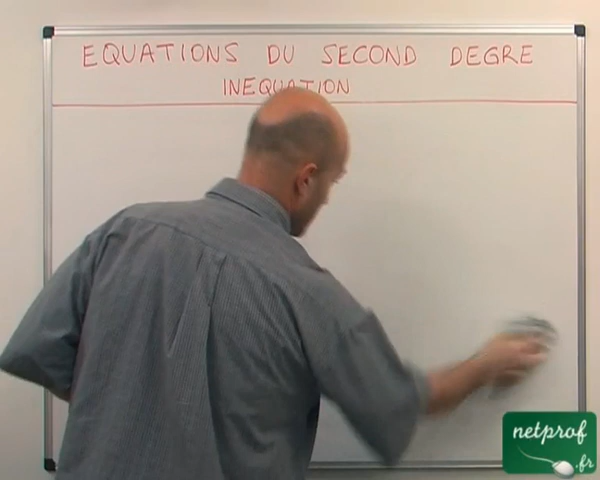 EQUATIONS DU SECOND DEGRE
INEQUATION
netprof
.fr